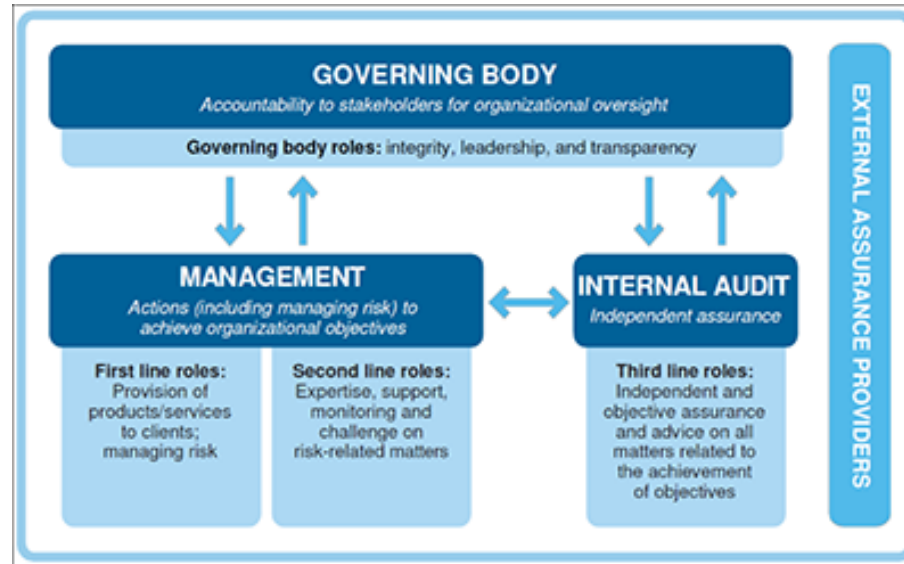 GOVERNING BODY
Accountability to stakeholders for organizational oversight
Governing body roles: integrity, leadership, and transparency
MANAGEMENT
Actions (including managing risk) to
achieve organizational objectives
First line roles:
Provision of
products/services
to clients;
managing risk
Second line roles:
Expertise, support,
monitoring and
challenge on
risk-related matters
INTERNAL AUDIT
Independent assurance
Third line roles:
Independent and
objective assurance
and advice on all
matters related to
the achievement
of objectives
EXTERNAL ASSURANCE PROVIDERS